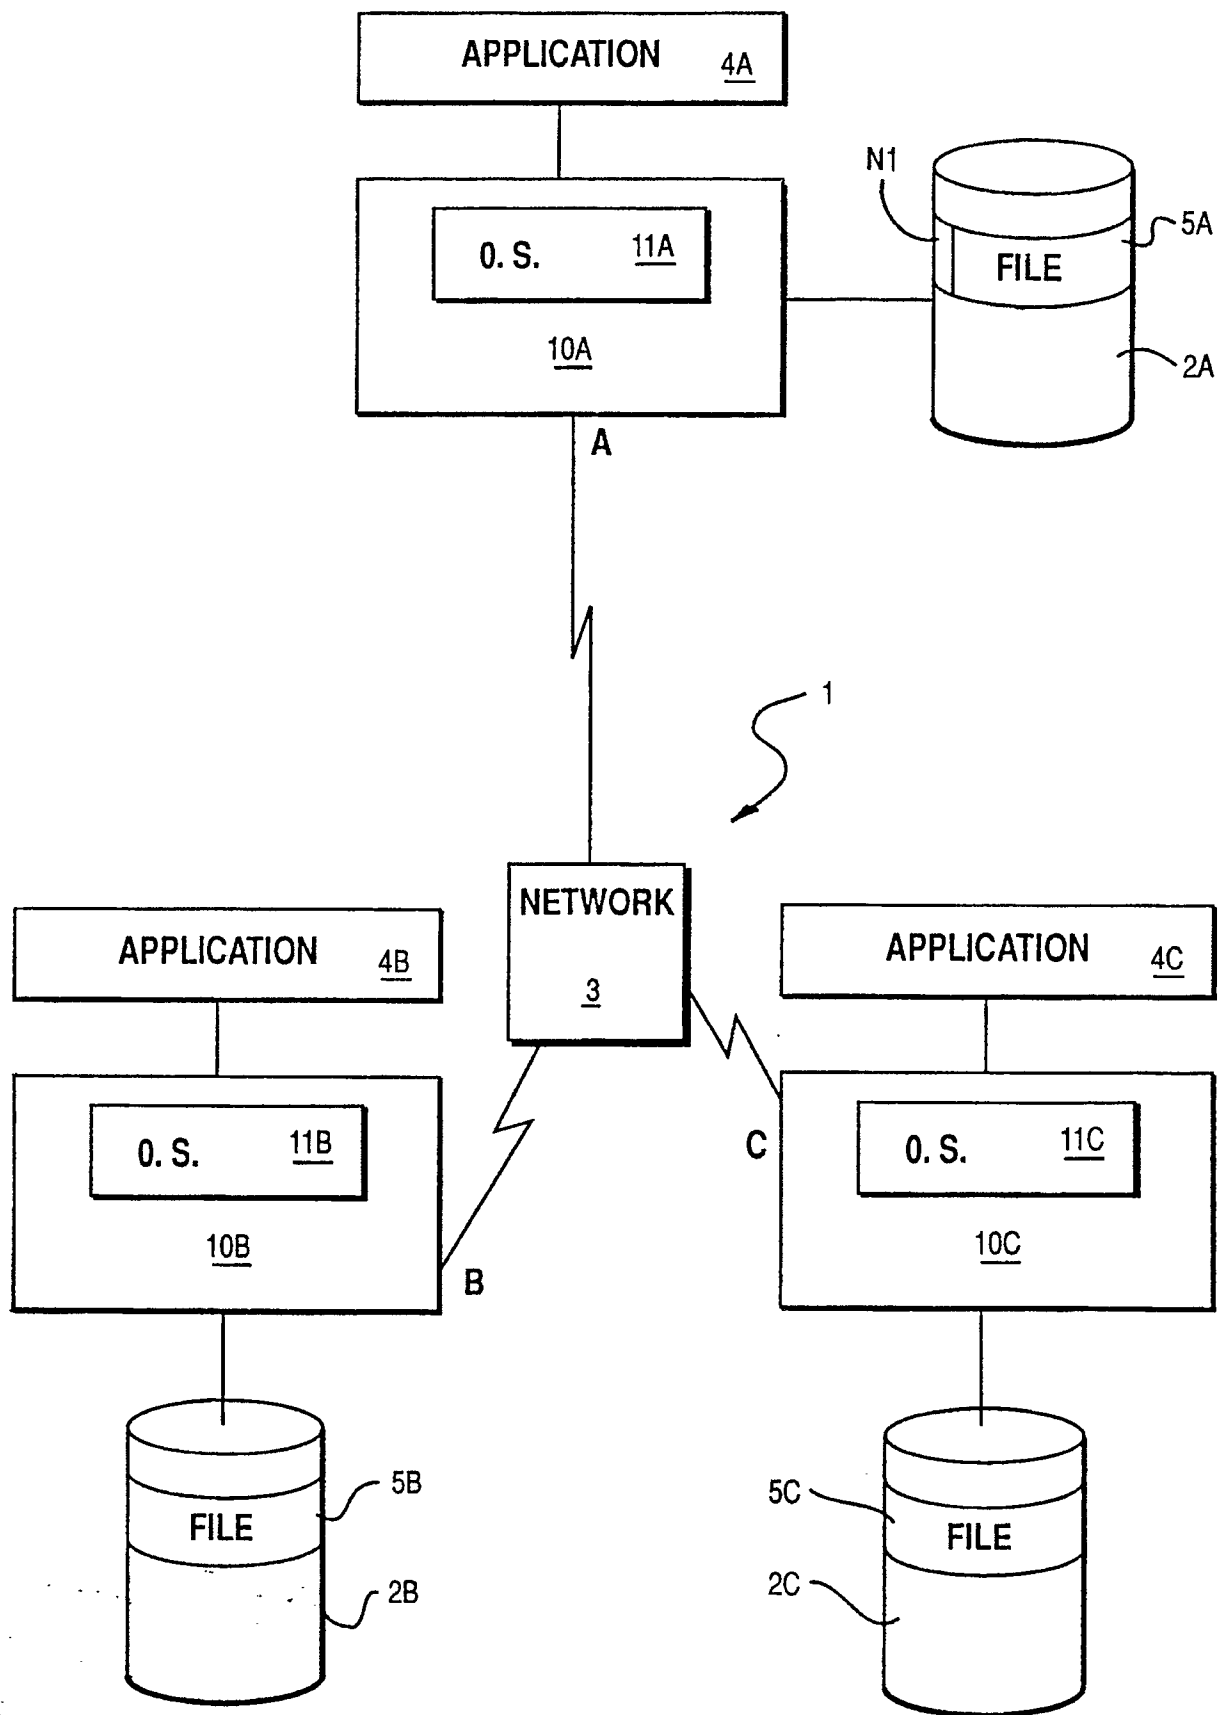 APPLICATION 4A
N1
O. S. 11A
5A
FILE
10A
2A
A
1
NETWORK
3
APPLICATION 4B
APPLICATION 4C
O. S. 11B
C
O. S. 11C
10B
10C
B
5B
5C
FILE
FILE
2B
2C